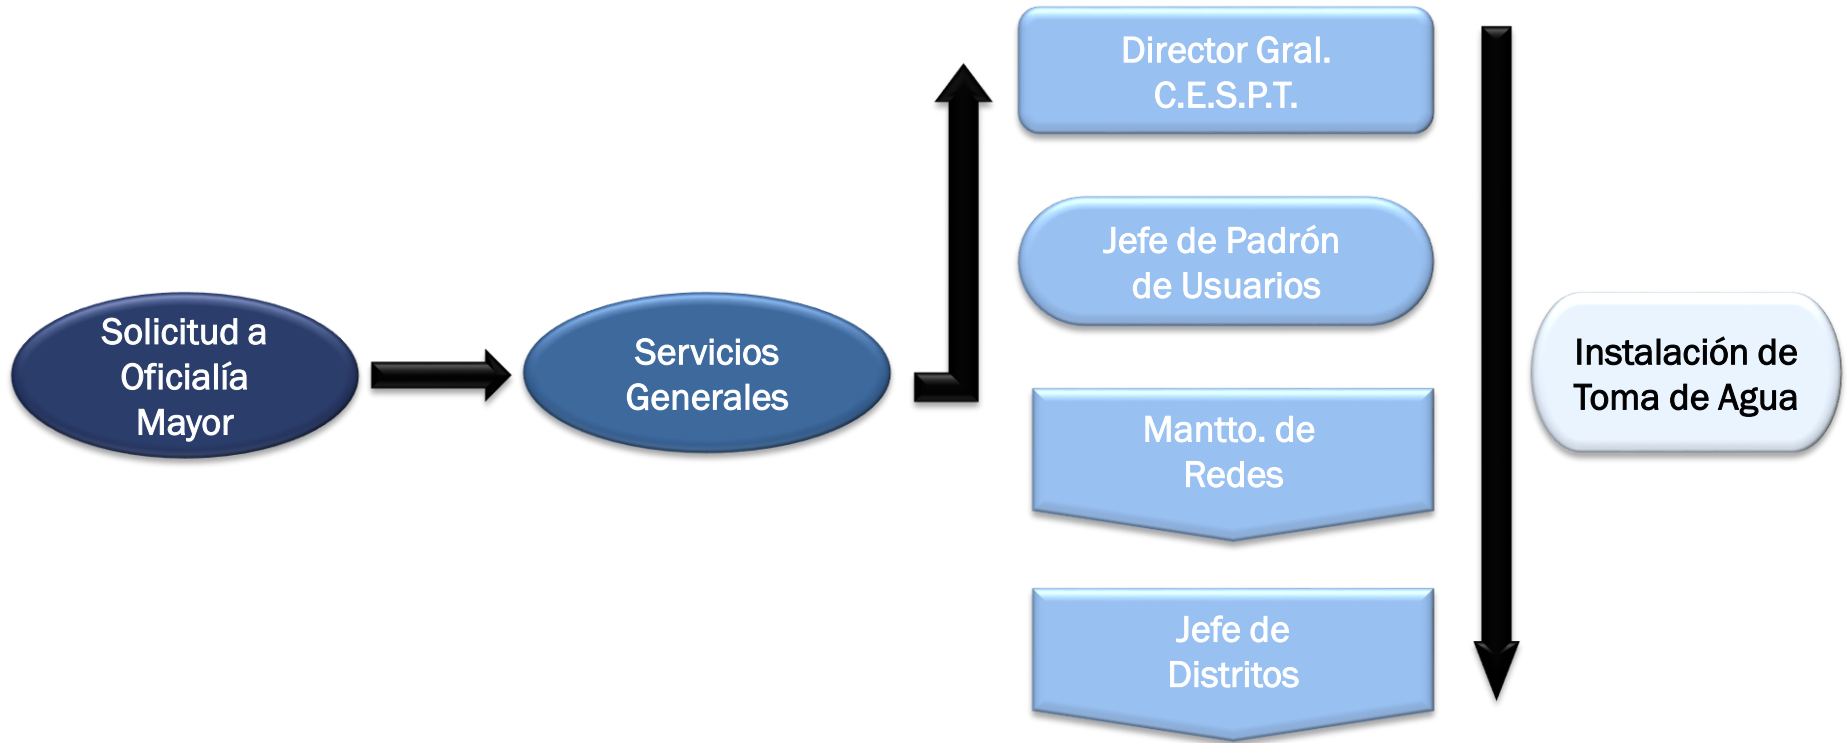 Solicitud a
Oficialía
Mayor
Servicios
Generales
Director Gral.
C.E.S.P.T.
Jefe de Padrón
de Usuarios
Mantto. de
Redes
Jefe de
Distritos
Instalación de
Toma de Agua